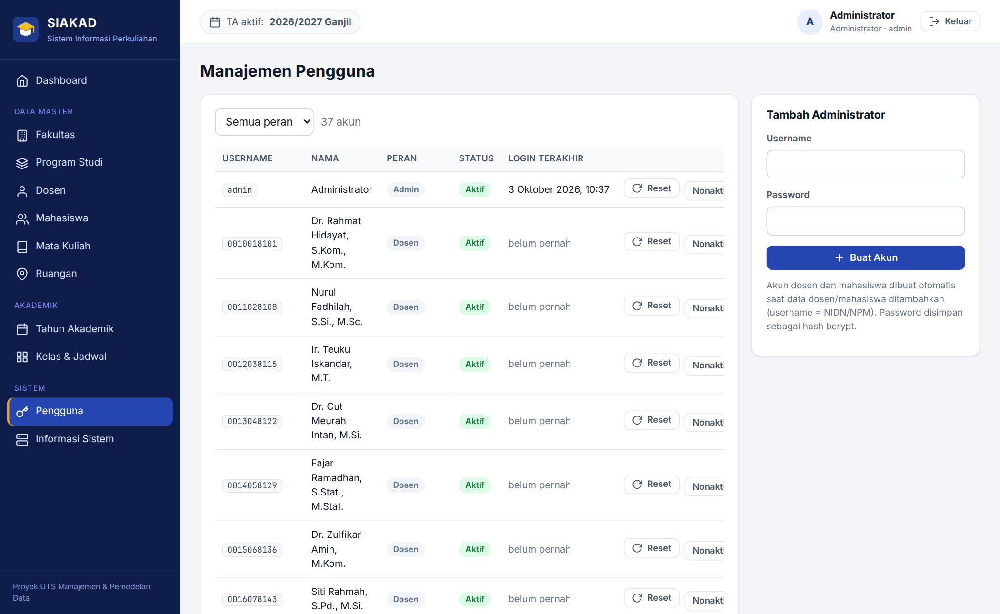 SIAKAD
Sistem Informasi Perkuliahan
Dashboard
DATA MASTER
Fakultas
Program Studi
Dosen
Mahasiswa
Mata Kuliah
Ruangan
AKADEMIK
Tahun Akademik
Kelas & Jadwal
SISTEM
Pengguna
Informasi Sistem
Proyek UTS Manajemen & Pemodelan
Data
TA aktif: 2026/2027 Ganjil
A
Administrator
Administrator · admin
Keluar
Manajemen Pengguna
Semua peran
37 akun
USERNAME NAMA PERAN STATUS LOGIN TERAKHIR
admin Administrator Admin Aktif 3 Oktober 2026, 10:37 Reset Nonakti
0010018101 Dr. Rahmat
Hidayat,
S.Kom.,
M.Kom. Dosen Aktif belum pernah Reset Nonakti
0011028108 Nurul
Fadhilah,
S.Si., M.Sc. Dosen Aktif belum pernah Reset Nonakti
0012038115 Ir. Teuku
Iskandar,
M.T. Dosen Aktif belum pernah Reset Nonakti
0013048122 Dr. Cut
Meurah
Intan, M.Si. Dosen Aktif belum pernah Reset Nonakti
0014058129 Fajar
Ramadhan,
S.Stat.,
M.Stat. Dosen Aktif belum pernah Reset Nonakti
0015068136 Dr. Zulfikar
Amin,
M.Kom. Dosen Aktif belum pernah Reset Nonakti
0016078143 Siti Rahmah,
S.Pd., M.Si. Dosen Aktif belum pernah Reset Nonakti
Tambah Administrator
Username
Password
+ Buat Akun
Akun dosen dan mahasiswa dibuat otomatis
saat data dosen/mahasiswa ditambahkan
(username = NIDN/NPM). Password disimpan
sebagai hash bcrypt.